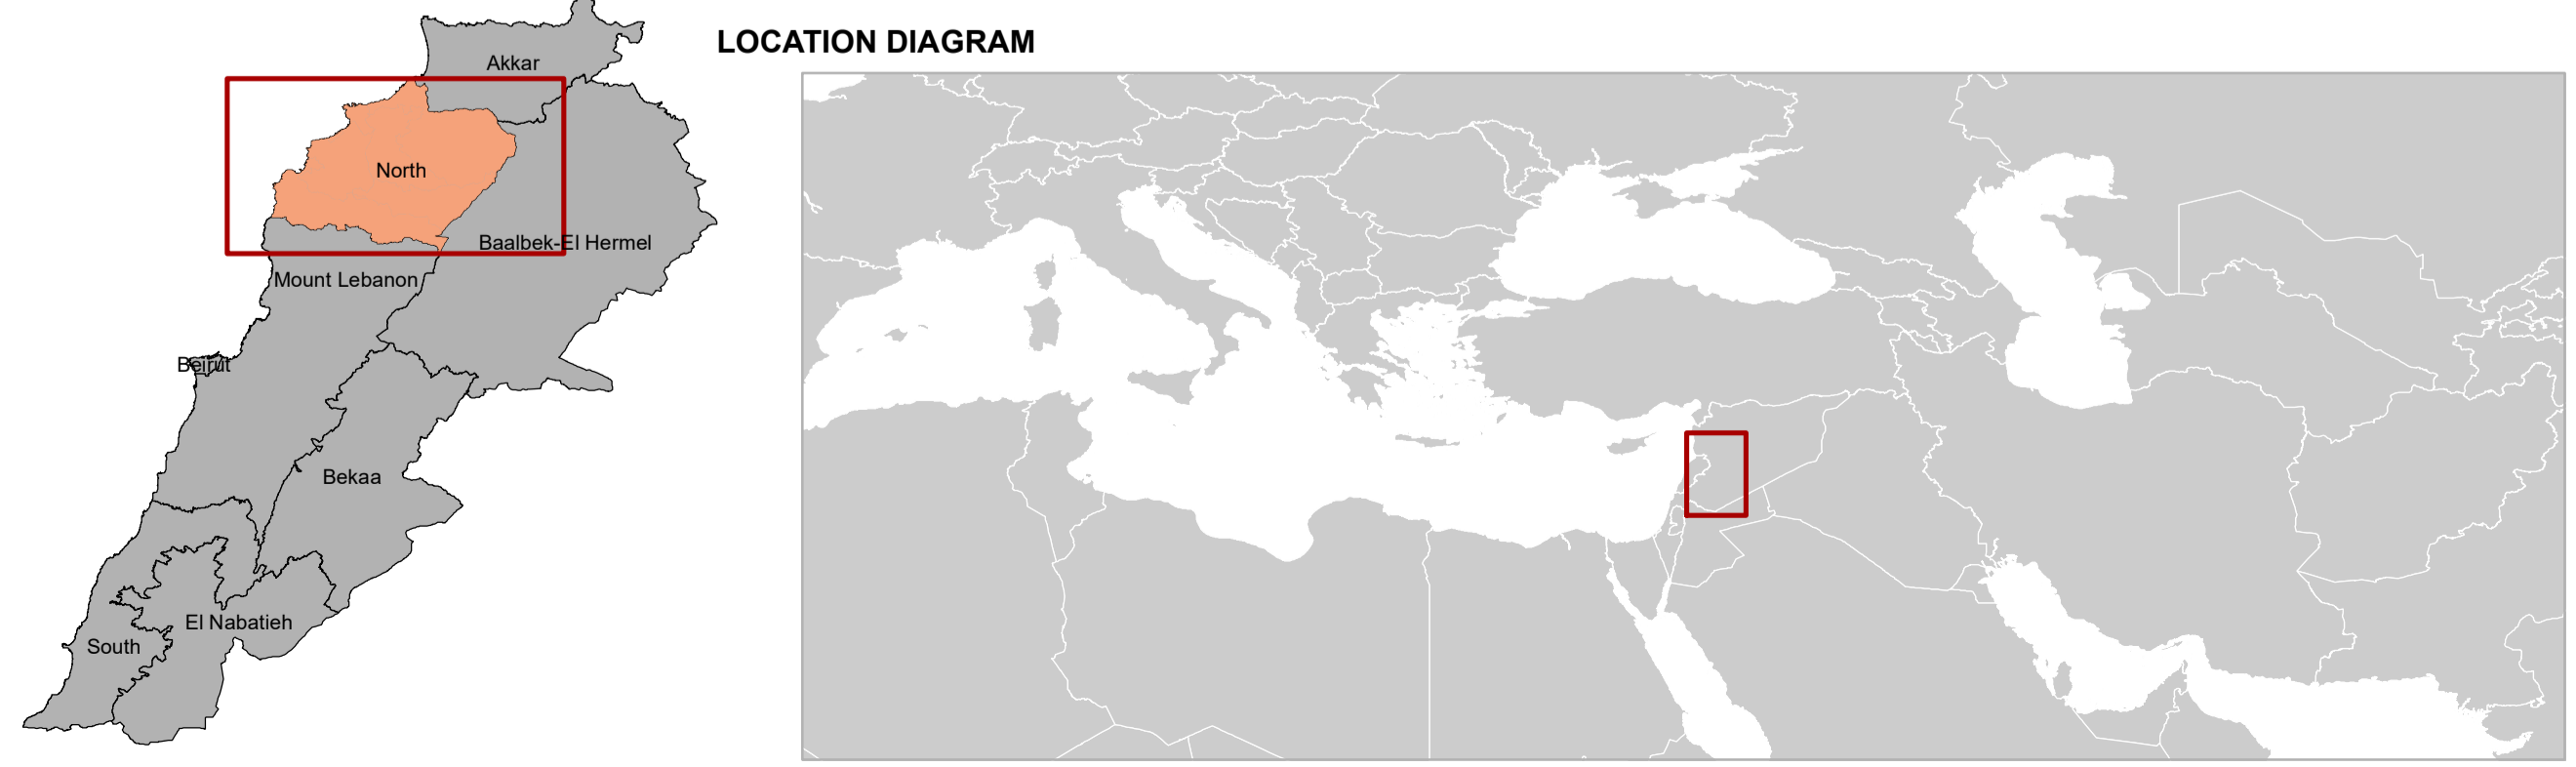 LOCATION DIAGRAM
Akkar
North
Baalbek-El Hermel
Mount Lebanon
Beirut
Bekaa
El Nabatieh
South